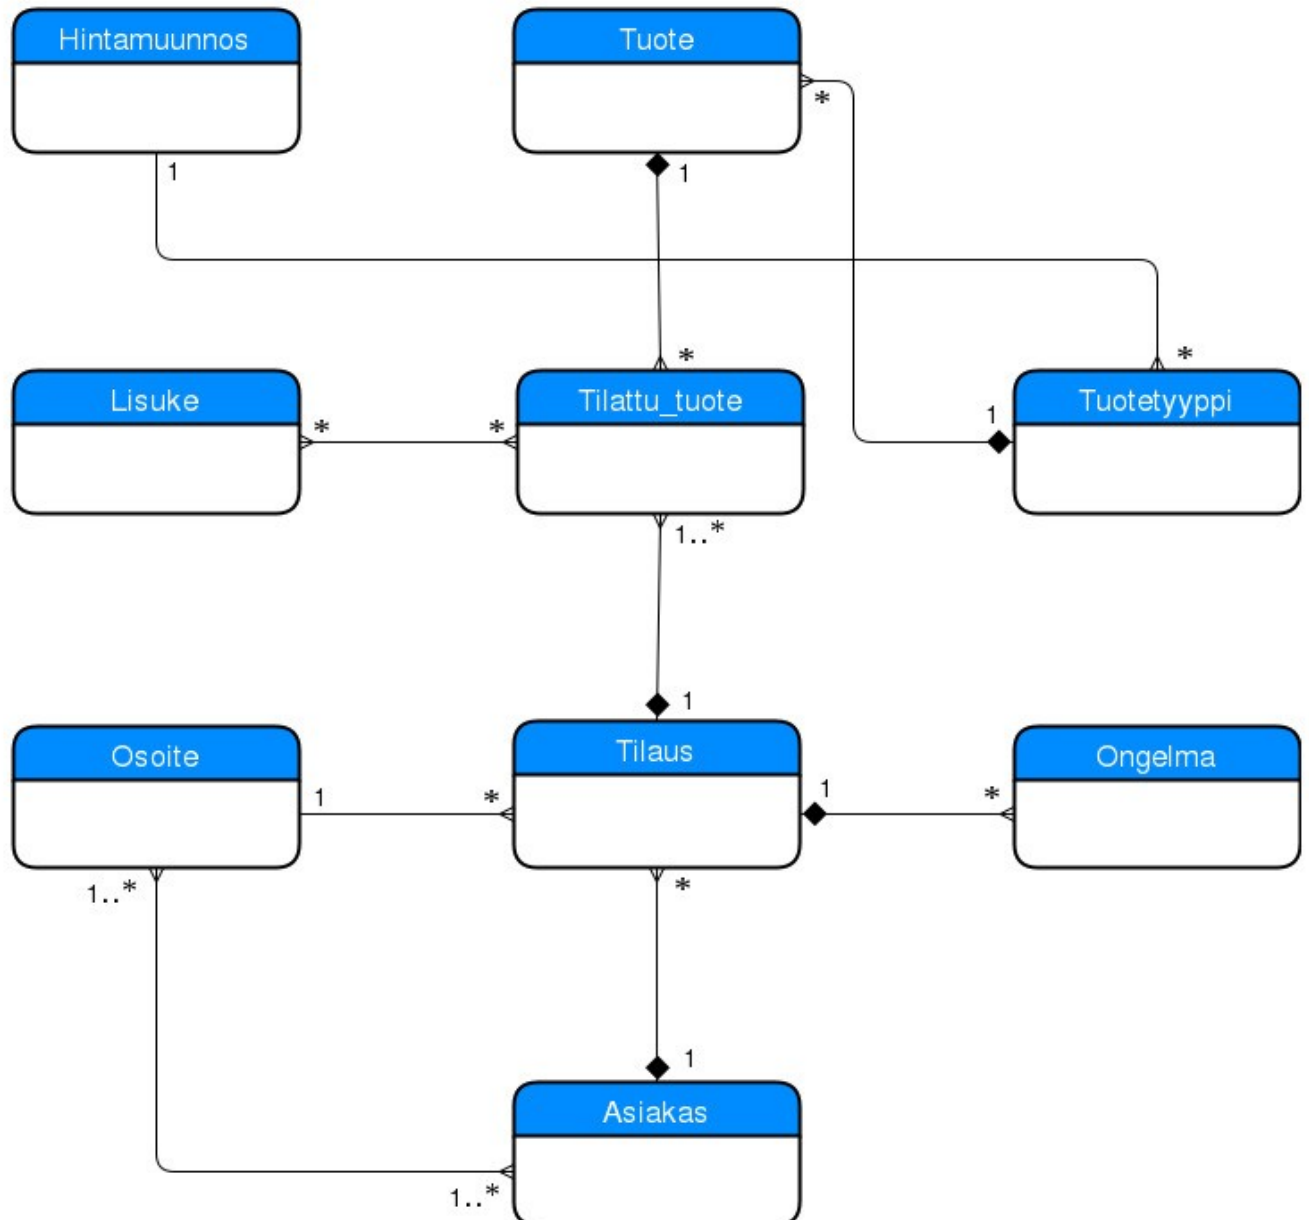 Hintamuunnos
Tuote
*
1
1
*
*
Lisuke
Tilattu_tuote
Tuotetyyppi
*
*
1
1..*
1
Osoite
Tilaus
Ongelma
1
*
1
*
1..*
*
1
Asiakas
1..*